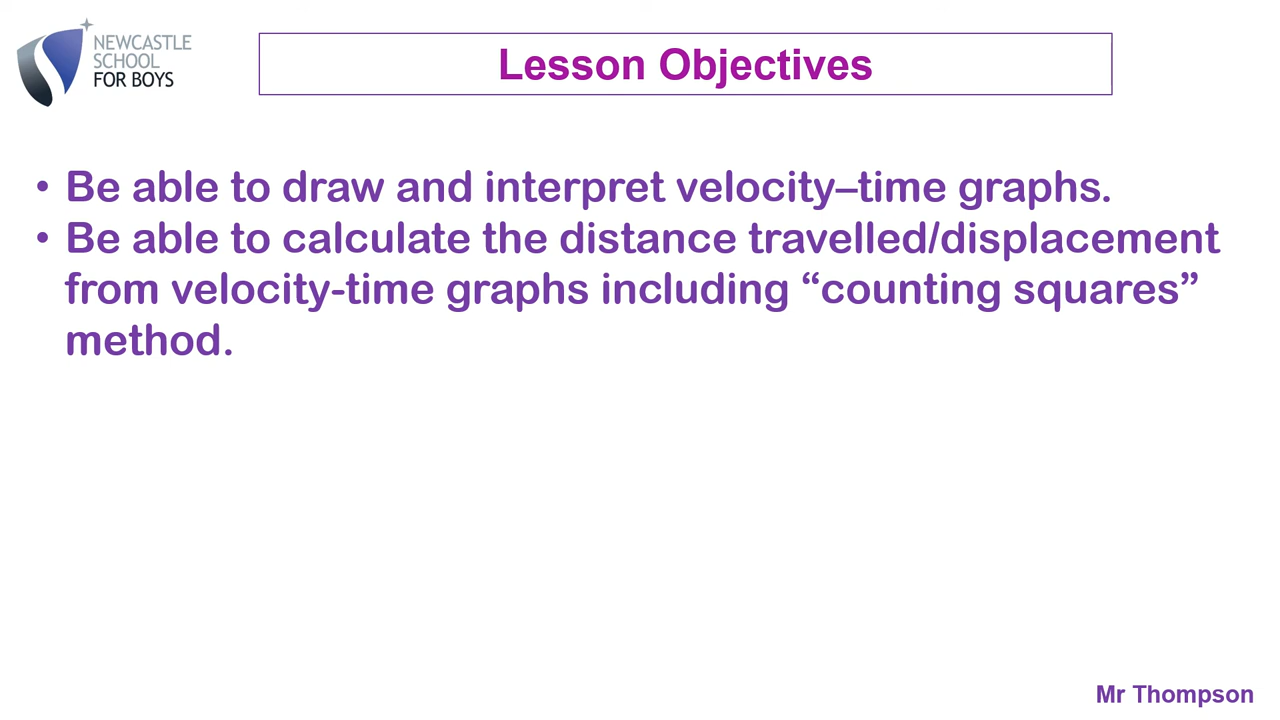 NEWCASTLE
SCHOOL
FOR BOYS
Lesson Objectives
• Be able to draw and interpret velocity–time graphs.
• Be able to calculate the distance travelled/displacement
from velocity-time graphs including “counting squares”
method.
Mr Thompson